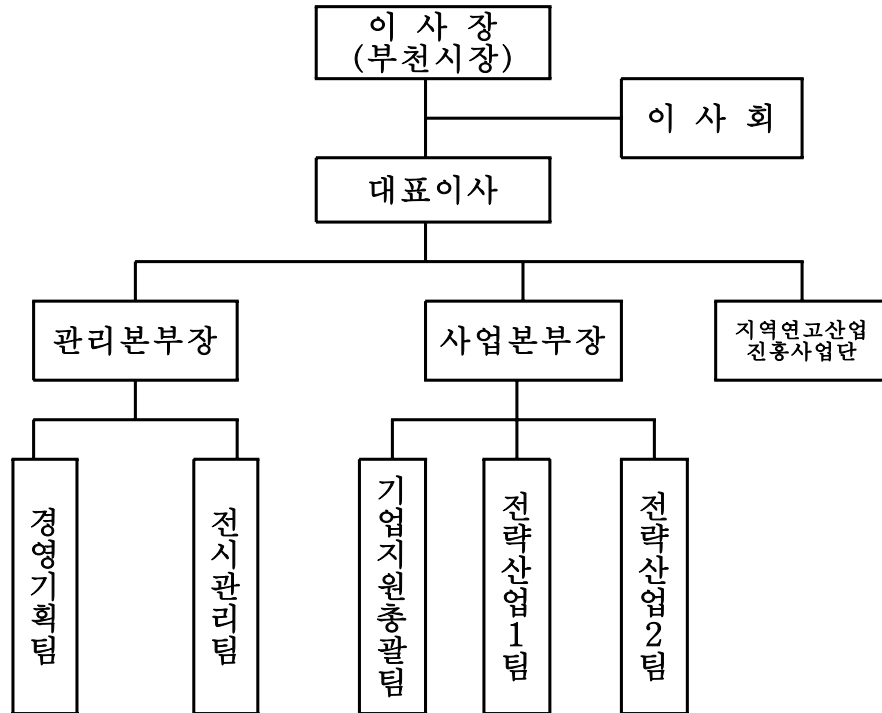 이 사 장
(부천시장)
이 사 회
대표이사
관리본부장
사업본부장
지역연고산업
진흥사업단
경영기획팀
전시관리팀
기업지원총괄팀
전략산업1팀
전략산업2팀